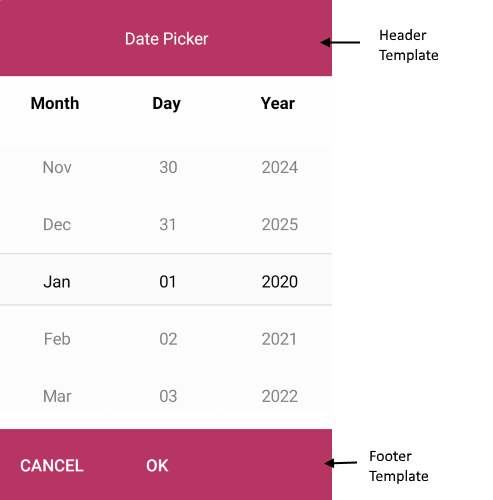 Date Picker
Header
Template
Month Day Year
Nov 30 2024
Dec 31 2025
Jan 01 2020
Feb 02 2021
Mar 03 2022
CANCEL OK
Footer
Template